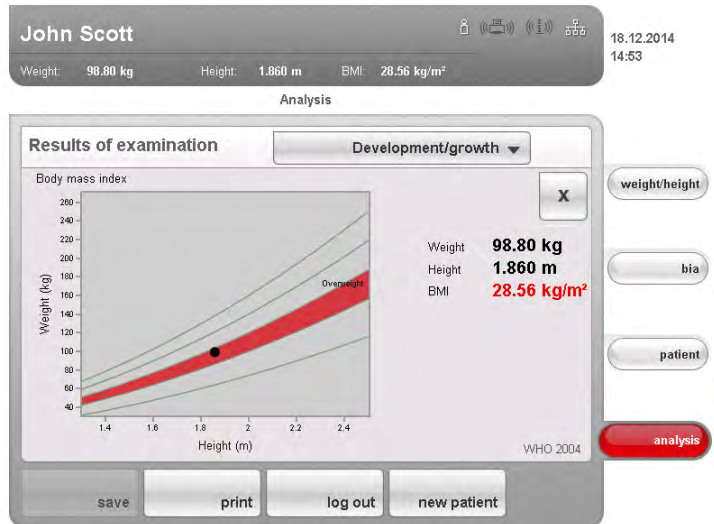 John Scott
18.12.2014
14:53
Weight: 98.80 kg Height: 1.860 m BMI: 28.56 kg/m²
Analysis
Results of examination
Development/growth
Body mass index
X
Weight (kg)
260
240
220
200
180
160
140
120
100
80
60
40
Overweight
1.4 1.6 1.8 2 2.2 2.4
Height (m)
Weight 98.80 kg
Height 1.860 m
BMI 28.56 kg/m²
WHO 2004
weight/height
bia
patient
analysis
save print log out new patient